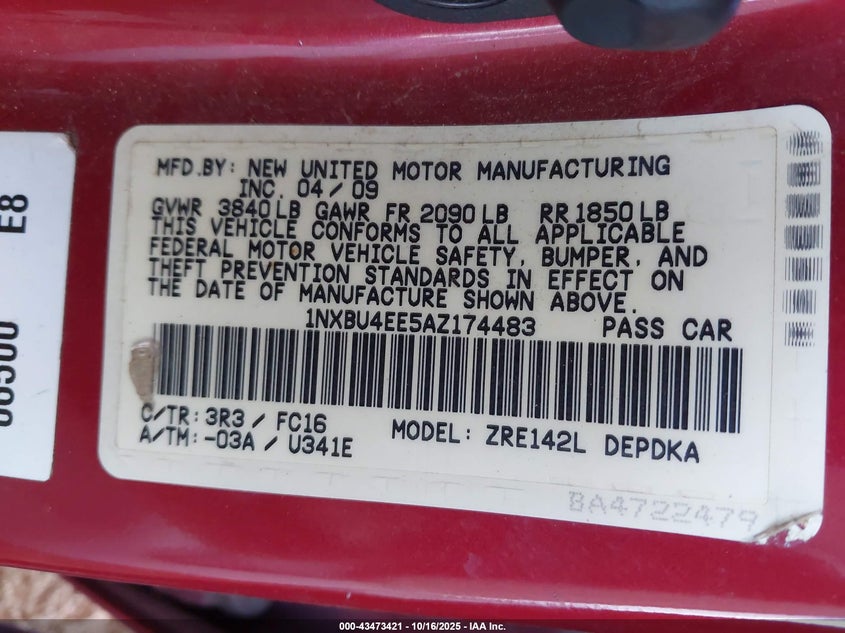 MFD.BY: NEW UNITED MOTOR MANUFACTURING
INC. 04/09
GVWR 3840LB GAWR FR 2090LB RR 1850LB
THIS VEHICLE CONFORMS TO ALL APPLICABLE
FEDERAL MOTOR VEHICLE SAFETY, BUMPER, AND
THEFT PREVENTION STANDARDS IN EFFECT ON
THE DATE OF MANUFACTURE SHOWN ABOVE.
1NXBU4EE5AZ174483 PASS CAR
C/TR: 3R3 / FC16
A/TM: -03A / U341E
MODEL: ZRE142L DEPDKA
BA4722479
E8
000-43473421 - 10/16/2025 - IAA Inc.